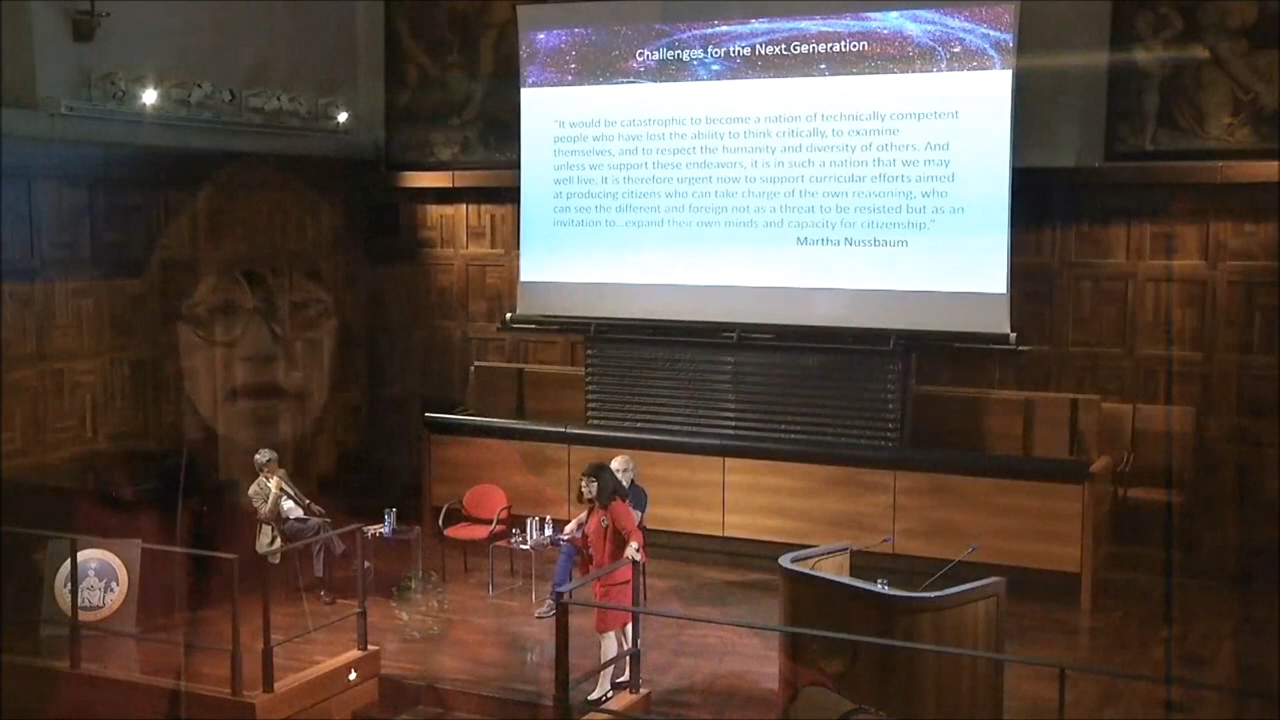 Challenges for the Next Generation
"It would be catastrophic to become a nation of technically competent
people who have lost the ability to think critically, to examine
themselves, and to respect the humanity and diversity of others. And
unless we support these endeavors, it is in such a nation that we may
well live. It is therefore urgent now to support curricular efforts aimed
at producing citizens who can take charge of the own reasoning, who
can see the different and foreign not as a threat to be resisted but as an
invitation to...expand their own minds and capacity for citizenship."
Martha Nussbaum